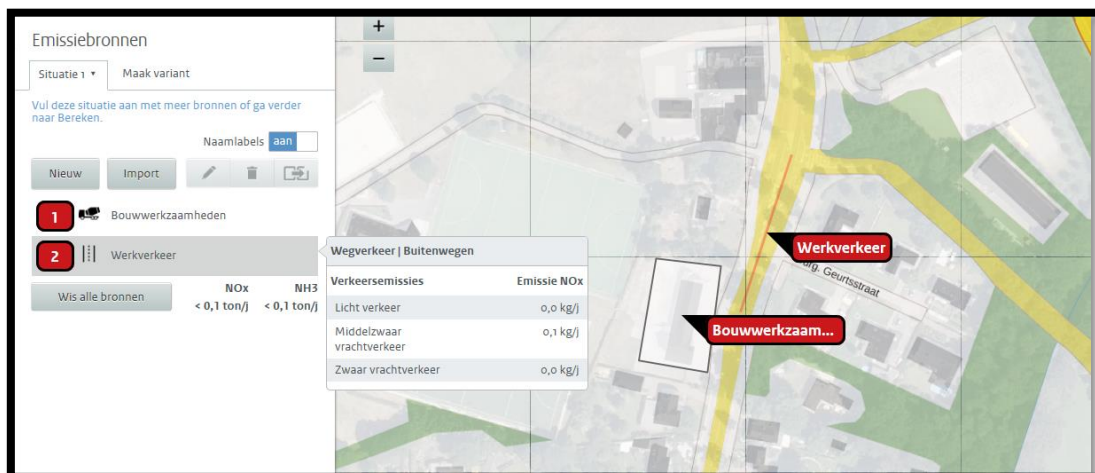 Emissiebronnen
Situatie 1
Maak variant
Vul deze situatie aan met meer bronnen of ga verder
naar Bereken.
Naamlabels aan
Nieuw
Import
1 Bouwwerkzaamheden
2 Werkverkeer
Wis alle bronnen
NOx NH3
< 0,1 ton/j < 0,1 ton/j
Wegverkeer | Buitenwegen
Verkeersemissies Emissie NOx
Licht verkeer 0,0 kg/j
Middelzwaar
vrachtverkeer 0,1 kg/j
Zwaar vrachtverkeer 0,0 kg/j
+
−
Werkverkeer
urg. Geurtsstraat
Bouwwerkzaam...